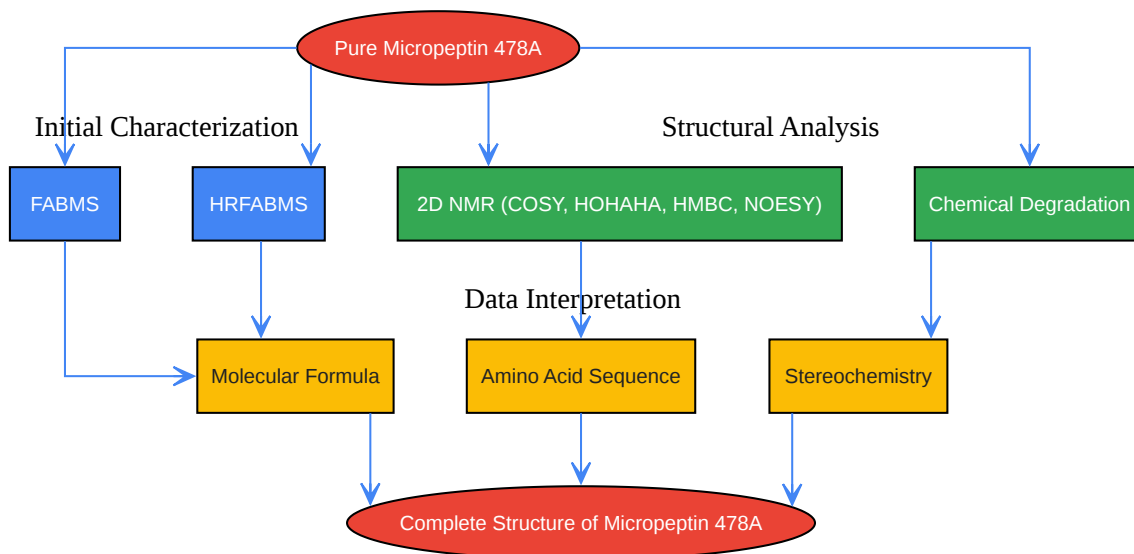 Pure Micropeptin 478A
Initial Characterization
Structural Analysis
FABMS
HRFABMS
2D NMR (COSY, HOHAHA, HMBC, NOESY)
Chemical Degradation
Data Interpretation
Molecular Formula
Amino Acid Sequence
Stereochemistry
Complete Structure of Micropeptin 478A